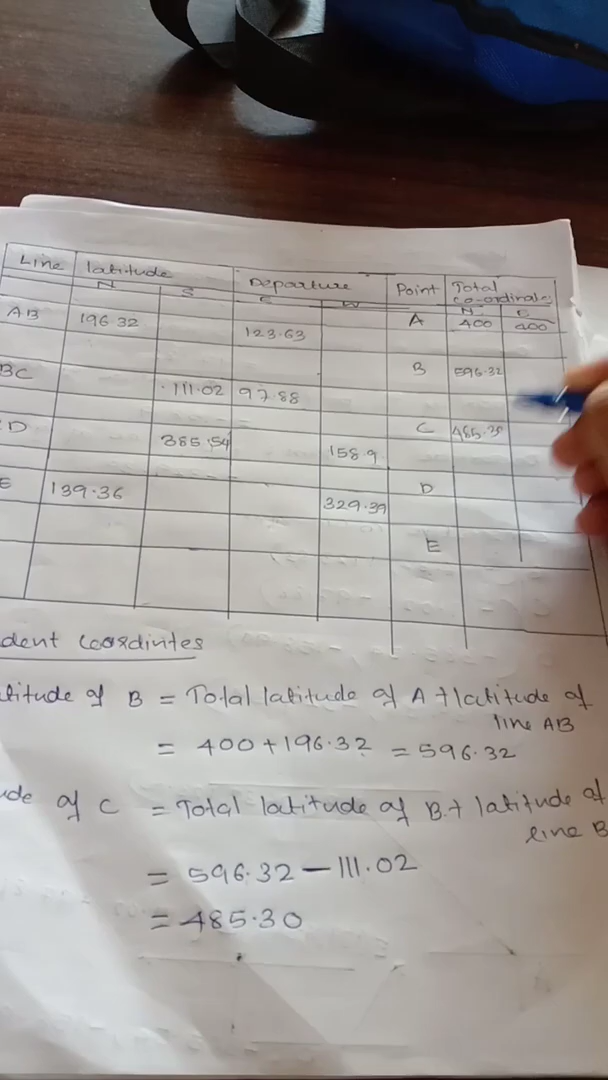 Line latitude Departure Point Total co-ordinate
N S E W N E
AB 196.32 123.63 A 400 400
B 596.32
BC 111.02 97.88
C 485.30
D 385.54 158.9
D
E 139.36 329.39
E
dent coordintes
titude of B = Total latitude of A + latitude of line AB
= 400+196.32 = 596.32
ude of C = Total latitude of B + latitude of line B
= 596.32 - 111.02
= 485.30